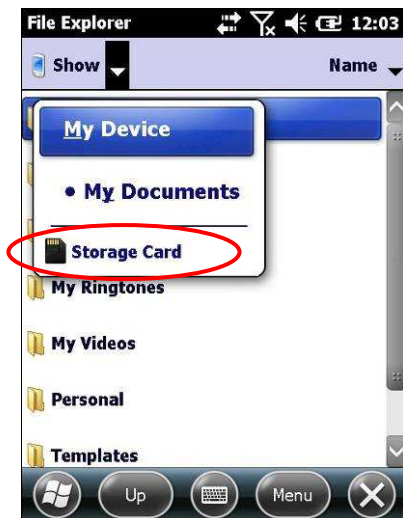 File Explorer 12:03
Show Name
My Device
• My Documents
Storage Card
My Ringtones
My Videos
Personal
Templates
Up Menu